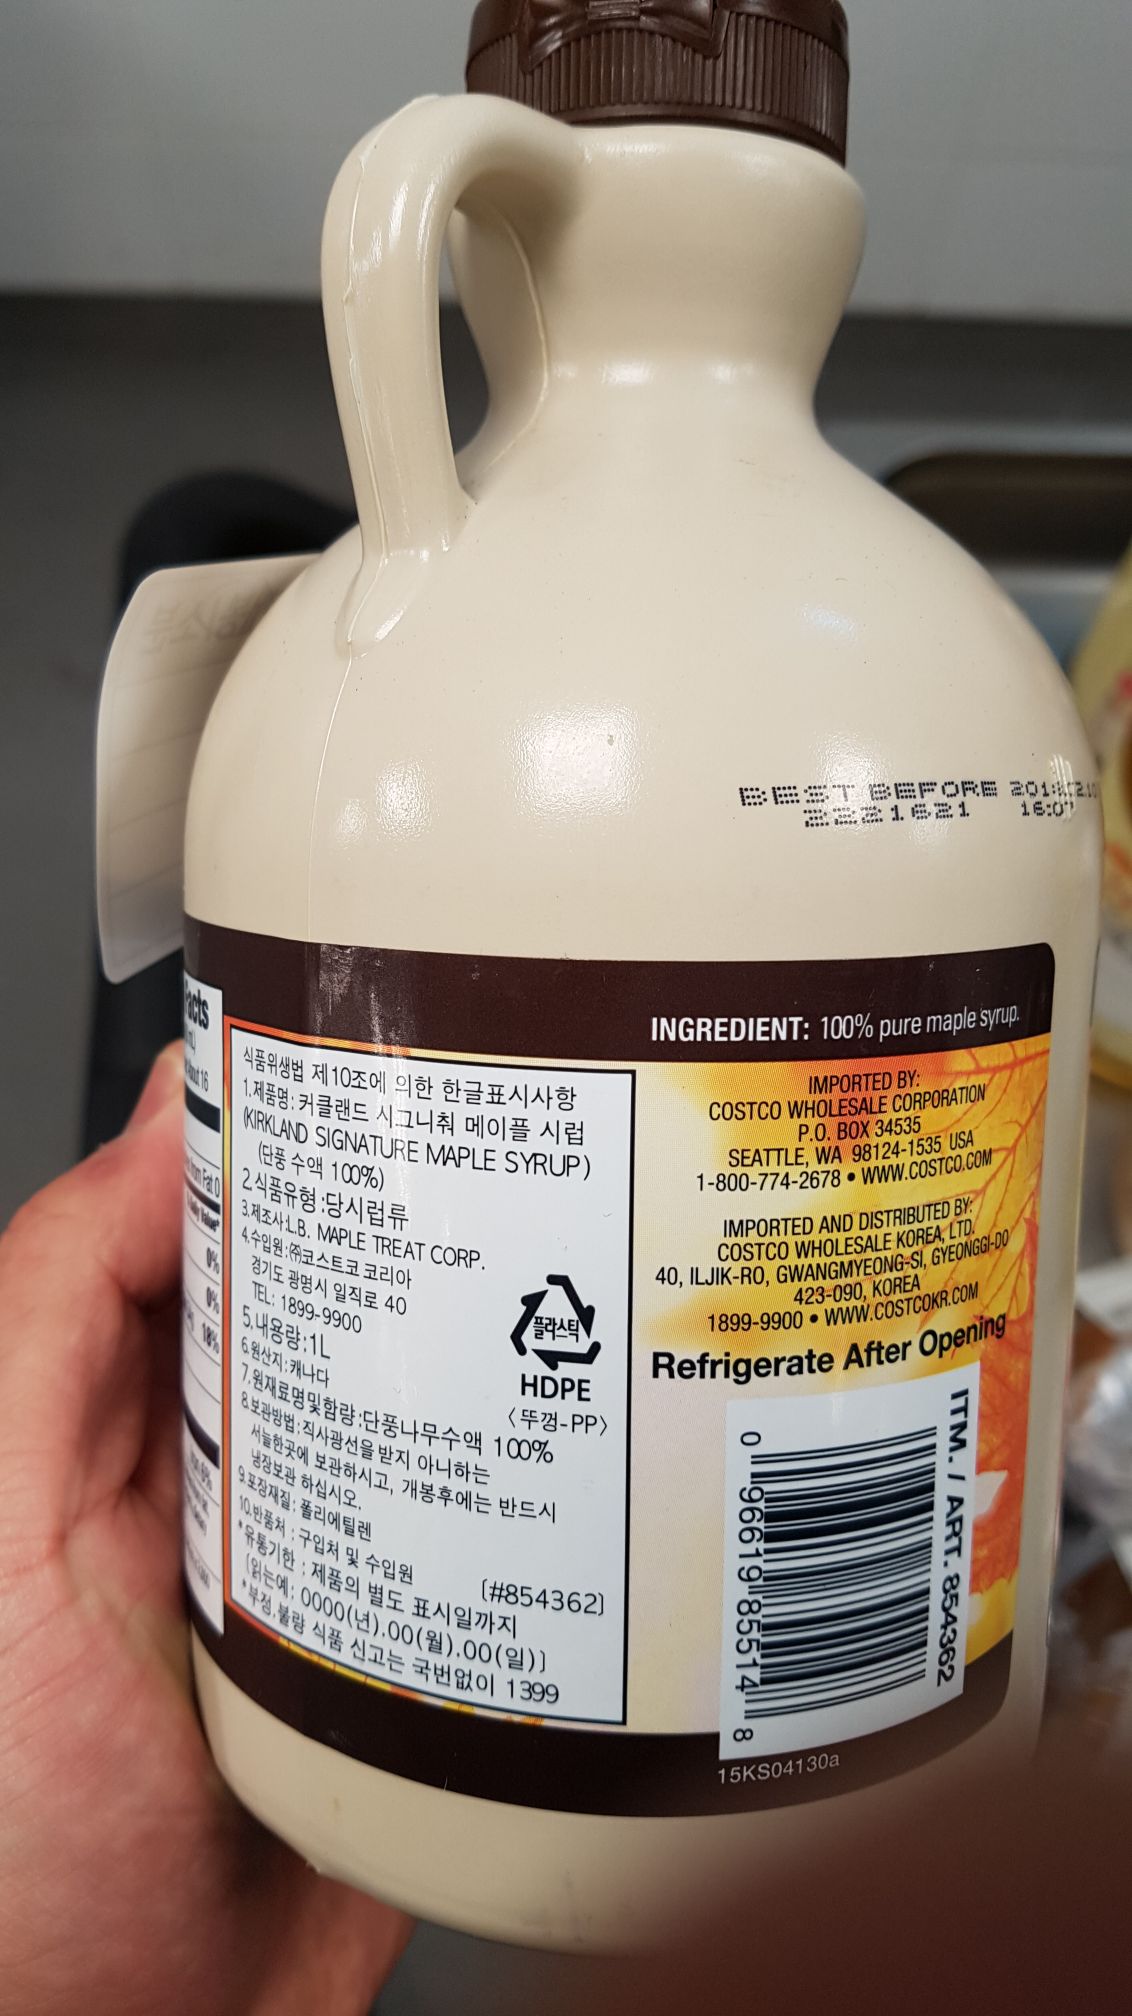 BEST BEFORE
2221621 16:07
Facts
about 16
from Fat 0
Daily Value*
0%
0%
18%
INGREDIENT: 100% pure maple syrup.
식품위생법 제10조에 의한 한글표시사항
1.제품명: 커클랜드 시그니춰 메이플 시럽
(KIRKLAND SIGNATURE MAPLE SYRUP)
(단풍 수액 100%)
2.식품유형:당시럽류
3.제조사:L.B. MAPLE TREAT CORP.
4.수입원:㈜코스트코 코리아
경기도 광명시 일직로 40
TEL: 1899-9900
5.내용량:1L
6.원산지:캐나다
7.원재료명및함량:단풍나무수액 100%
8.보관방법:직사광선을 받지 아니하는
서늘한곳에 보관하시고, 개봉후에는 반드시
냉장보관 하십시오.
9.포장재질: 폴리에틸렌
10.반품처 : 구입처 및 수입원
[#854362]
*유통기한 : 제품의 별도 표시일까지
(읽는예: 0000(년).00(월).00(일)]
*부정,불량 식품 신고는 국번없이 1399
플라스틱
HDPE
〈뚜껑-PP〉
IMPORTED BY:
COSTCO WHOLESALE CORPORATION
P.O. BOX 34535
SEATTLE, WA 98124-1535 USA
1-800-774-2678 • WWW.COSTCO.COM
IMPORTED AND DISTRIBUTED BY:
COSTCO WHOLESALE KOREA, LTD.
40, ILJIK-RO, GWANGMYEONG-SI, GYEONGGI-DO
423-090, KOREA
1899-9900 • WWW.COSTCOKR.COM
Refrigerate After Opening
0 96619 85514 8
ITM. / ART. 854362
15KS04130a